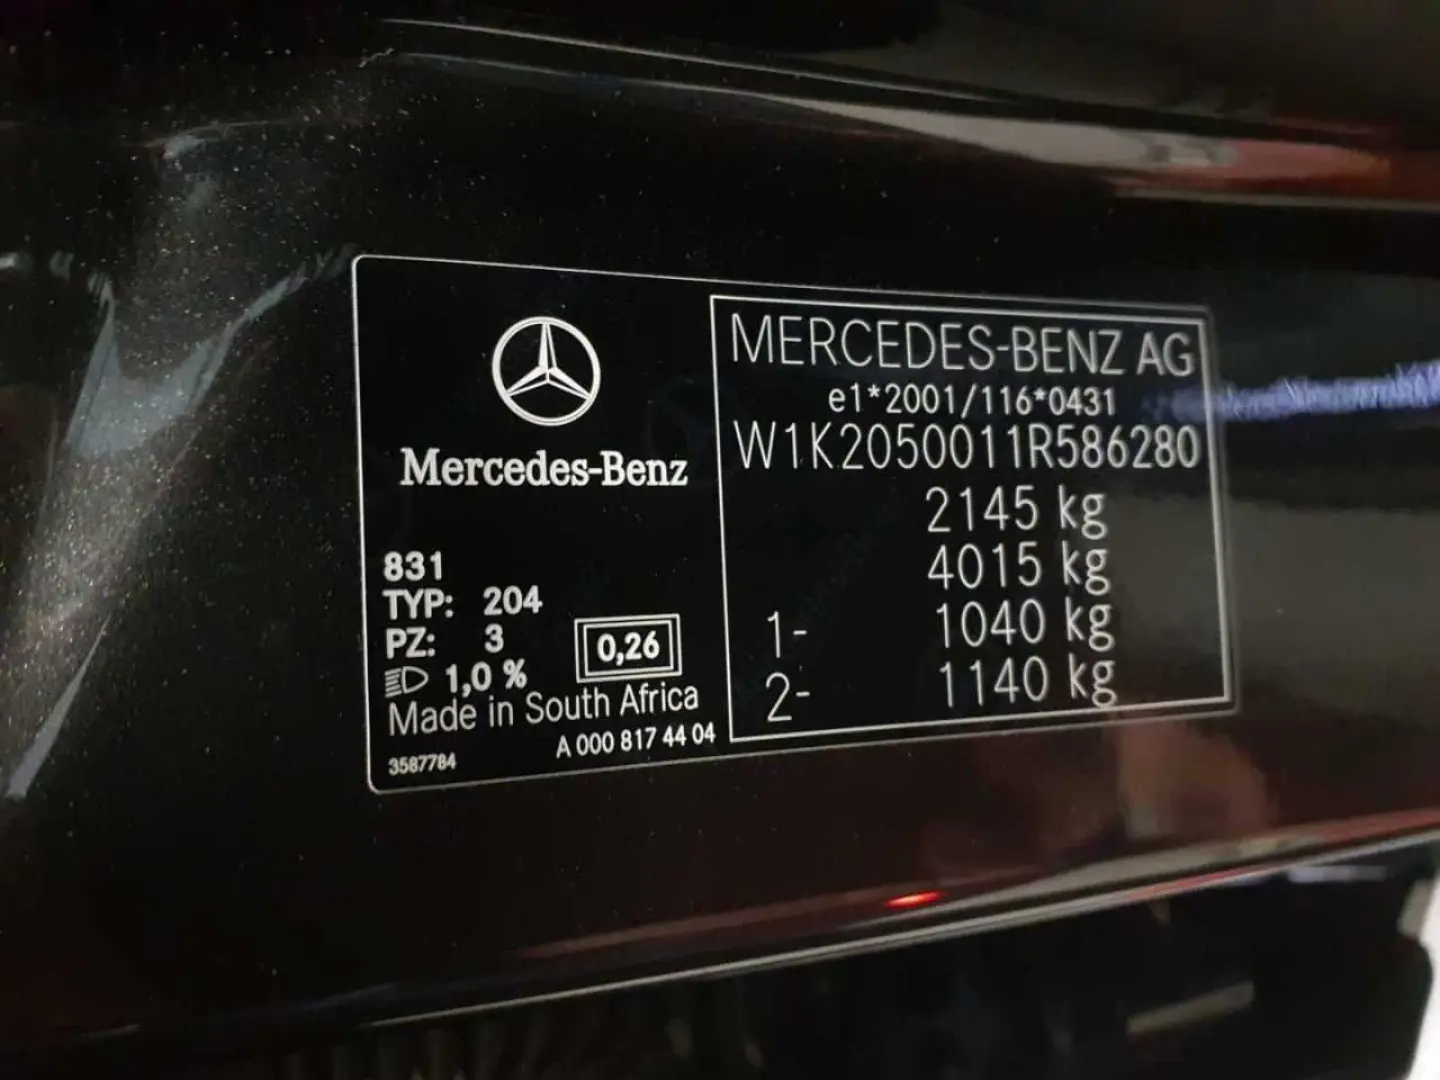 Mercedes-Benz
831
TYP: 204
PZ: 3
1,0 %
0,26
Made in South Africa
3587784
A 000 817 44 04
MERCEDES-BENZ AG
e1*2001/116*0431
W1K2050011R586280
2145 kg
4015 kg
1- 1040 kg
2- 1140 kg